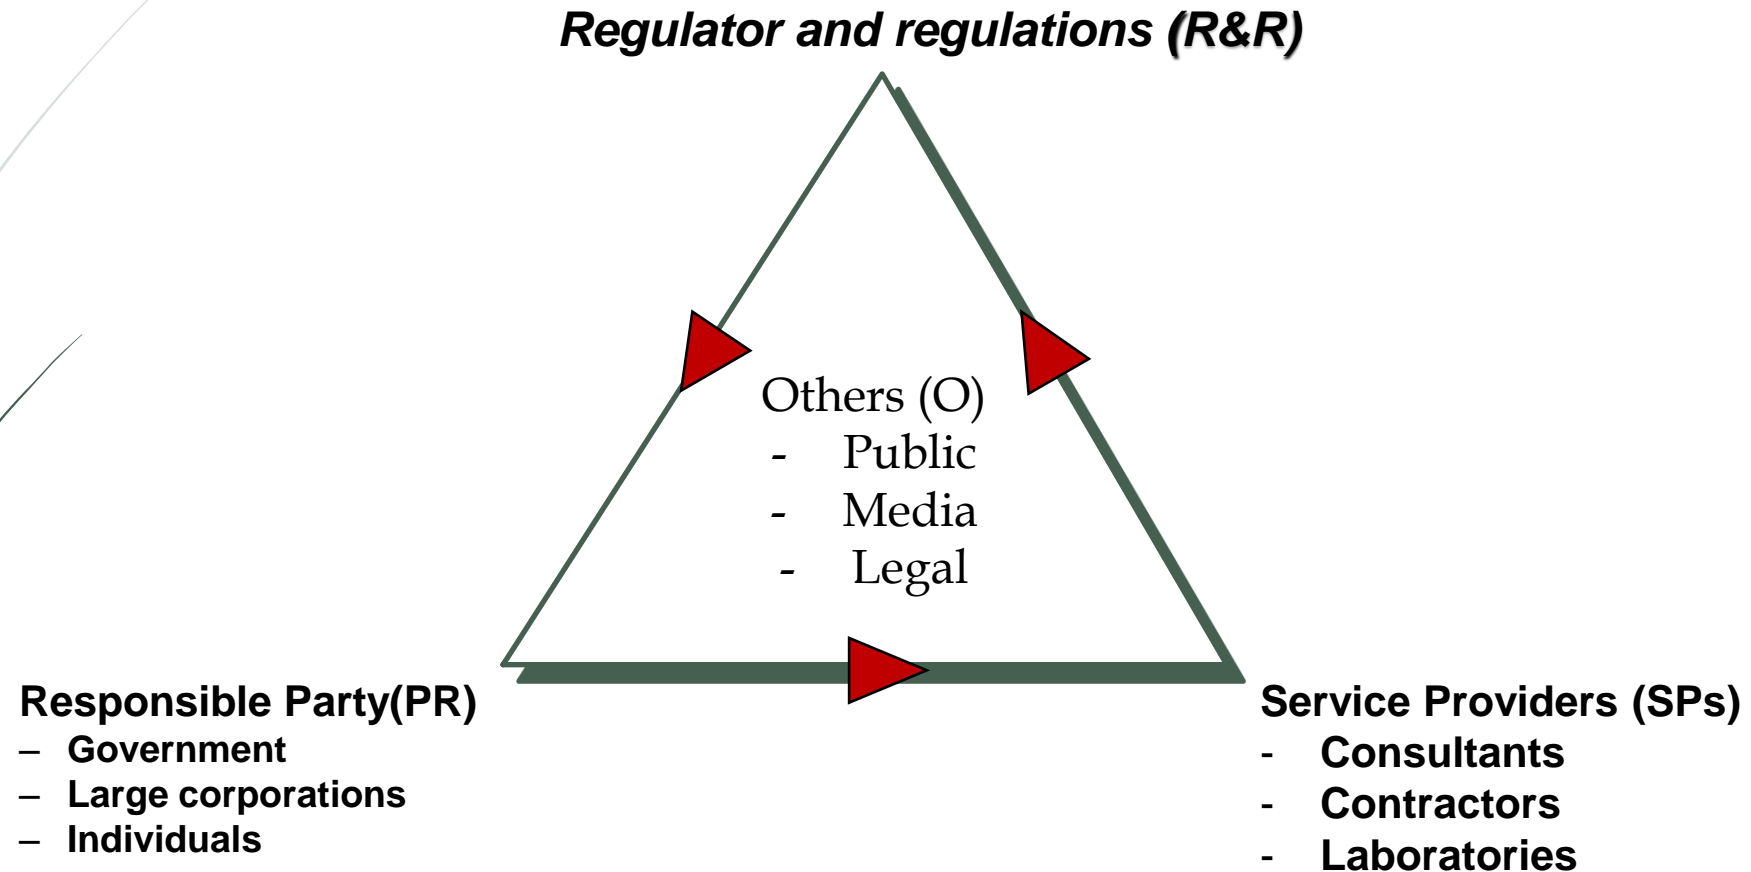 Regulator and regulations (R&R)
Others (O)
- Public
- Media
- Legal
Responsible Party(PR)
– Government
– Large corporations
– Individuals
Service Providers (SPs)
- Consultants
- Contractors
- Laboratories